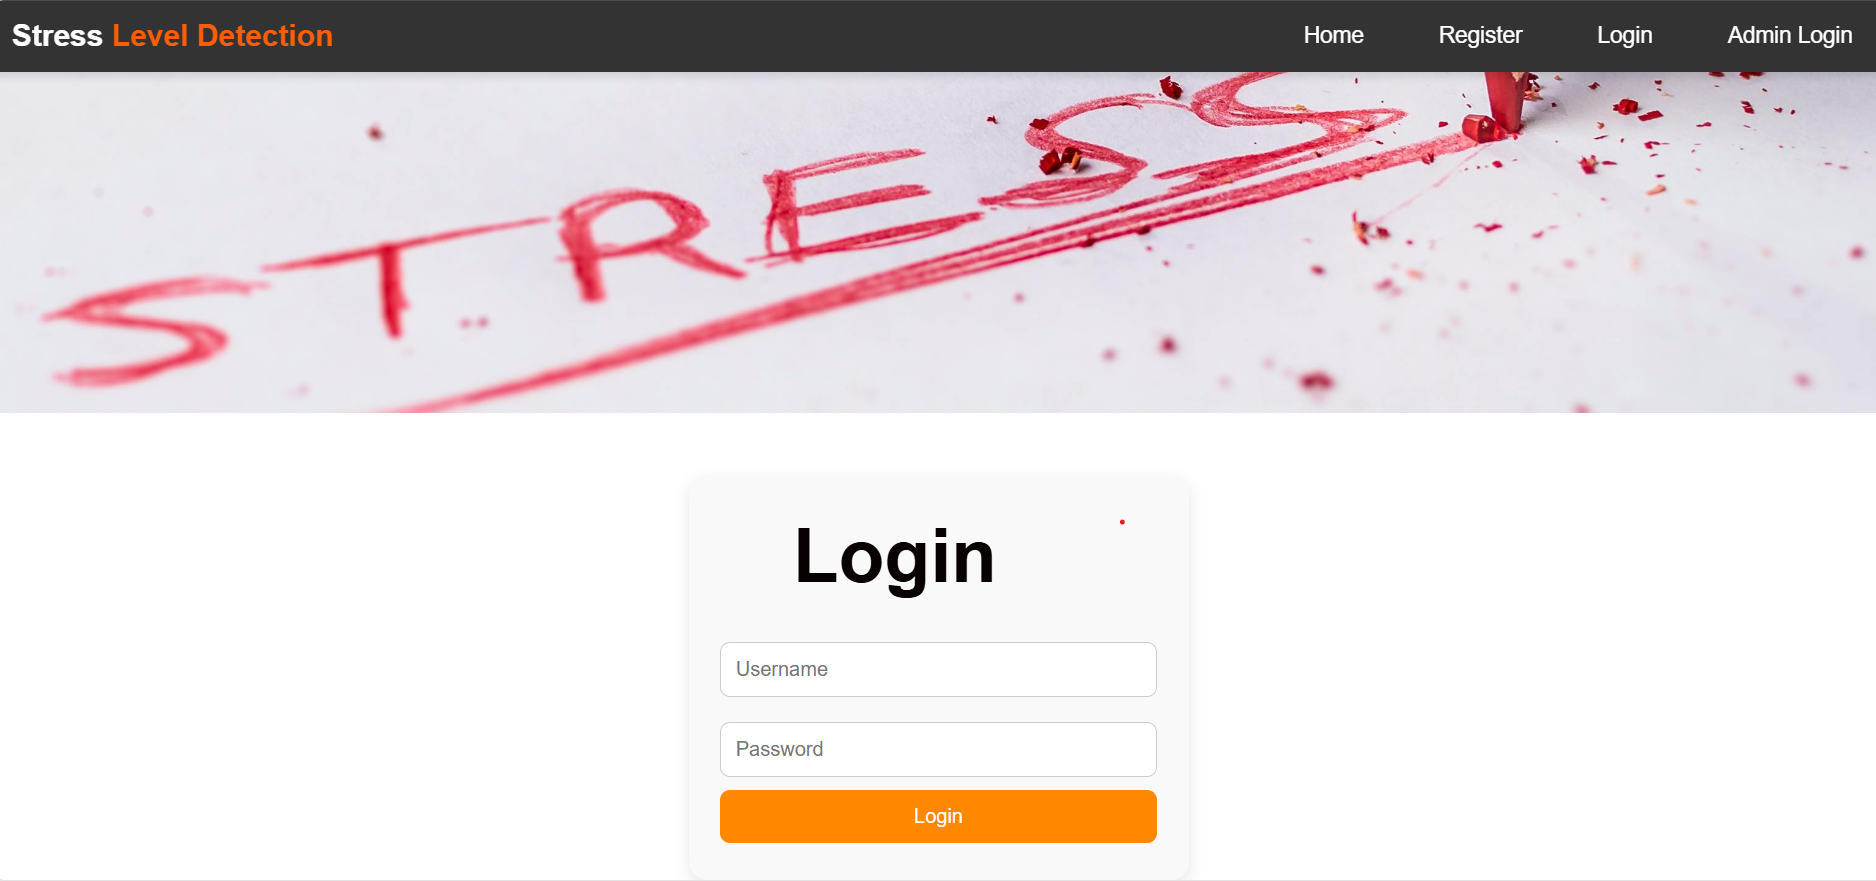 Stress Level Detection
Home Register Login Admin Login
STRESS
Login
Username
Password
Login